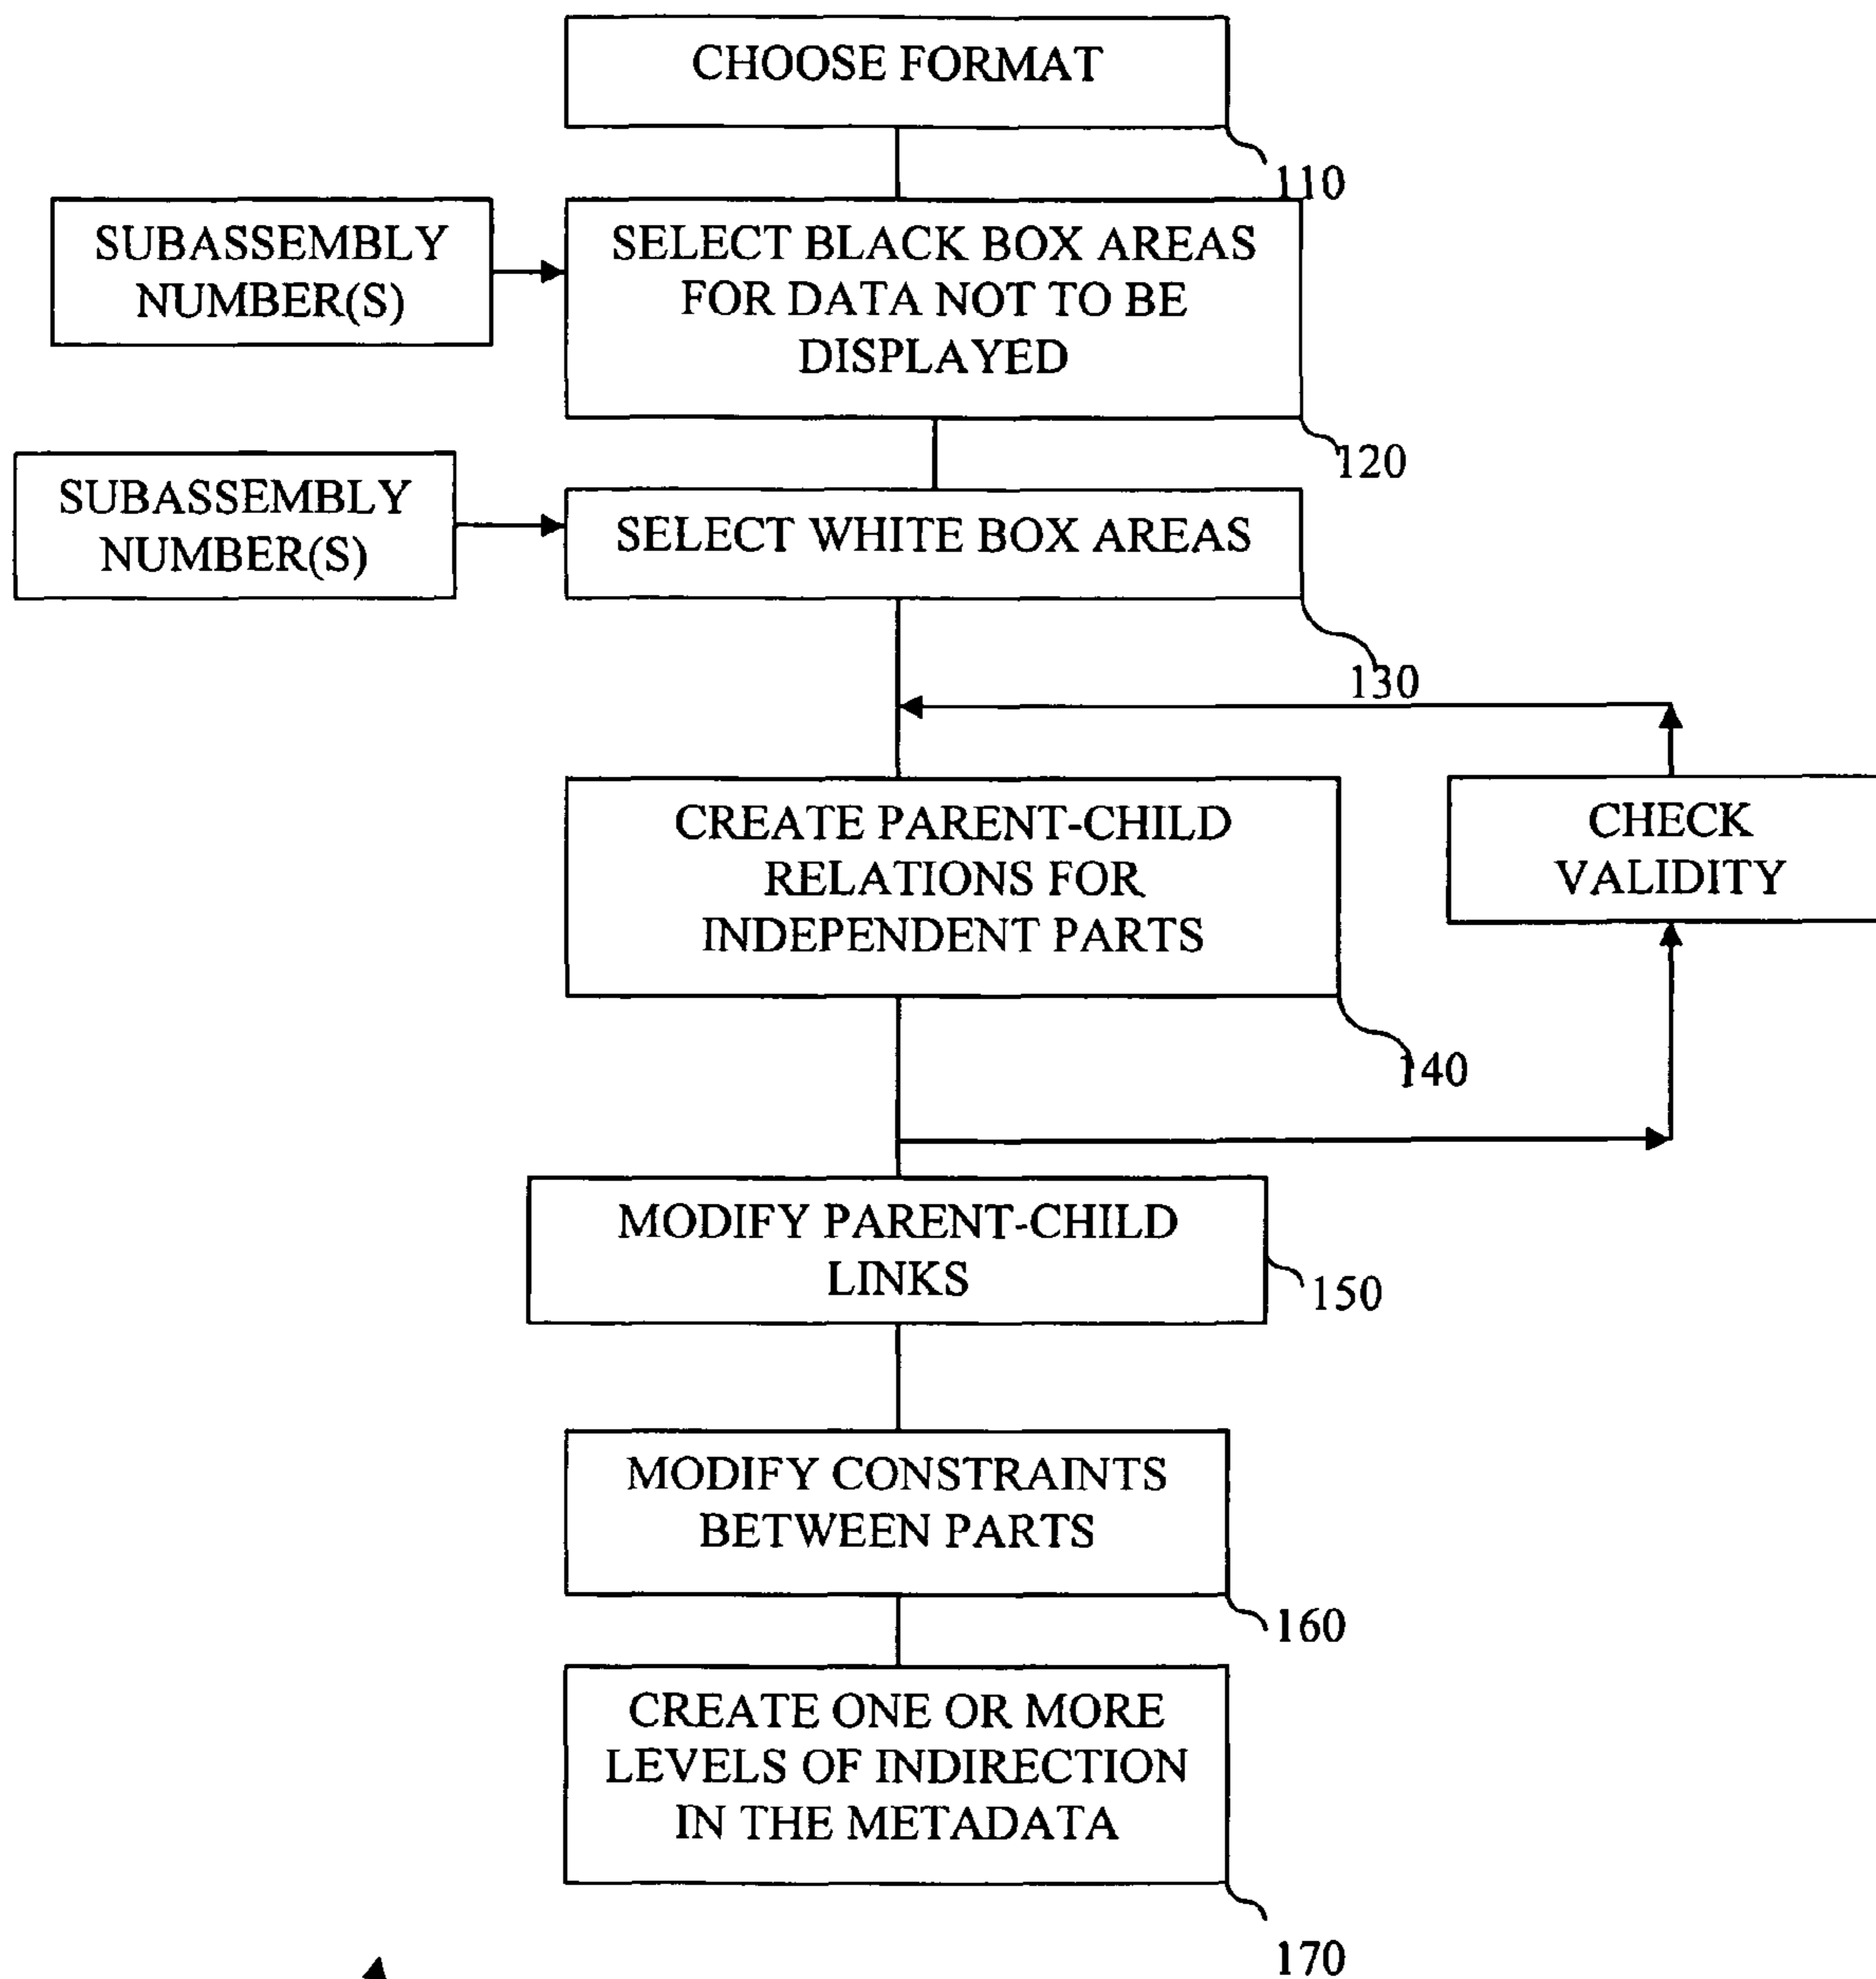 CHOOSE FORMAT
110
SUBASSEMBLY
NUMBER(S)
SELECT BLACK BOX AREAS
FOR DATA NOT TO BE
DISPLAYED
120
SUBASSEMBLY
NUMBER(S)
SELECT WHITE BOX AREAS
130
CREATE PARENT-CHILD
RELATIONS FOR
INDEPENDENT PARTS
140
CHECK
VALIDITY
MODIFY PARENT-CHILD
LINKS
150
MODIFY CONSTRAINTS
BETWEEN PARTS
160
CREATE ONE OR MORE
LEVELS OF INDIRECTION
IN THE METADATA
170